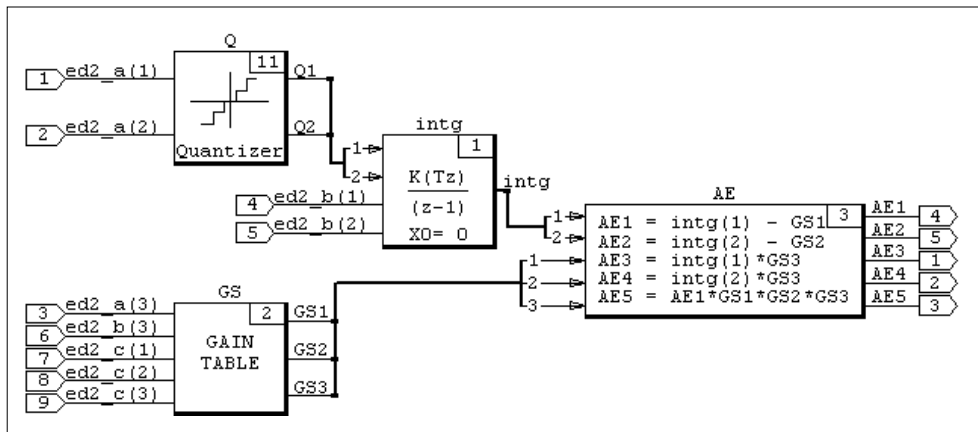 Q
11
1 ed2_a(1)
2 ed2_a(2)
Q1
Q2
Quantizer
intg
1
1
2
K(Tz)
(z-1)
X0= 0
4 ed2_b(1)
5 ed2_b(2)
intg
AE
3
1
2
1
2
3
AE1 = intg(1) - GS1
AE2 = intg(2) - GS2
AE3 = intg(1)*GS3
AE4 = intg(2)*GS3
AE5 = AE1*GS1*GS2*GS3
AE1 4
AE2 5
AE3 1
AE4 2
AE5 3
GS
2
3 ed2_a(3)
6 ed2_b(3)
7 ed2_c(1)
8 ed2_c(2)
9 ed2_c(3)
GAIN
TABLE
GS1
GS2
GS3